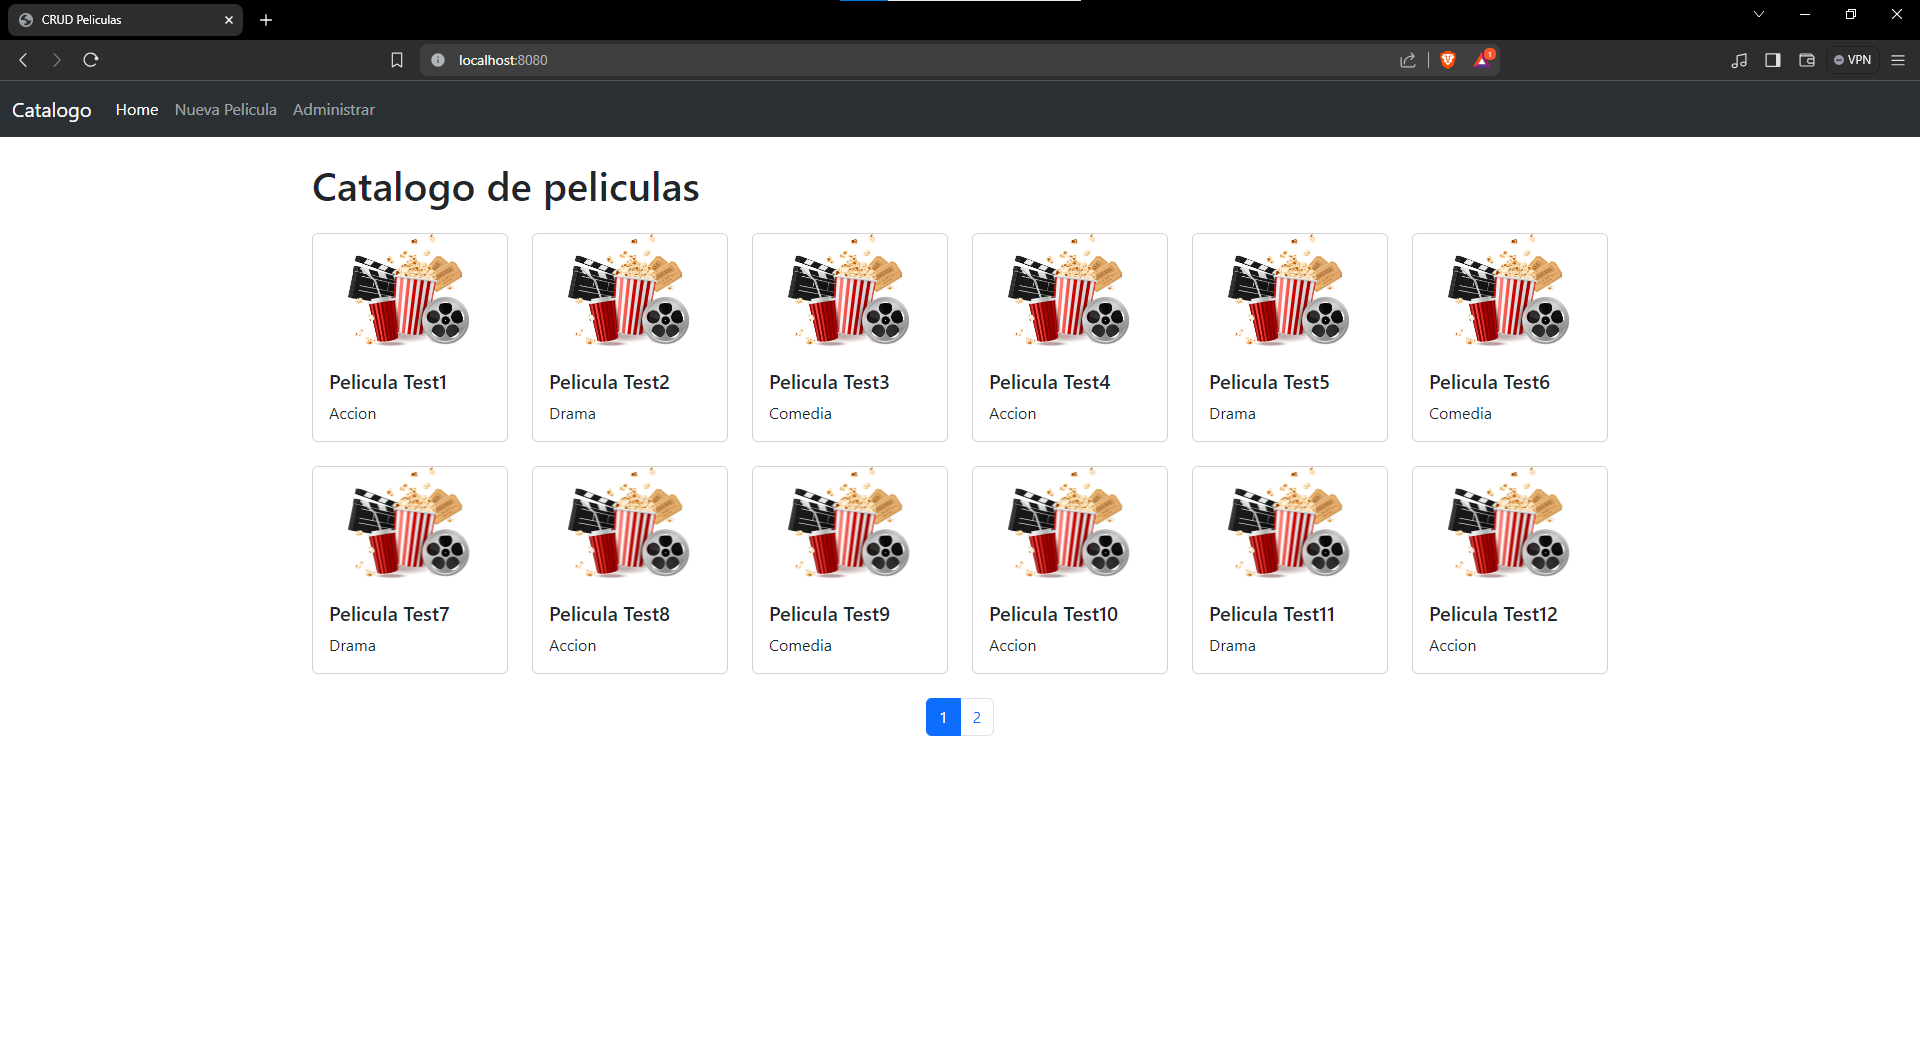 CRUD Peliculas
localhost:8080
1
VPN
Catalogo Home Nueva Pelicula Administrar
Catalogo de peliculas
Pelicula Test1
Accion
Pelicula Test2
Drama
Pelicula Test3
Comedia
Pelicula Test4
Accion
Pelicula Test5
Drama
Pelicula Test6
Comedia
Pelicula Test7
Drama
Pelicula Test8
Accion
Pelicula Test9
Comedia
Pelicula Test10
Accion
Pelicula Test11
Drama
Pelicula Test12
Accion
1 2